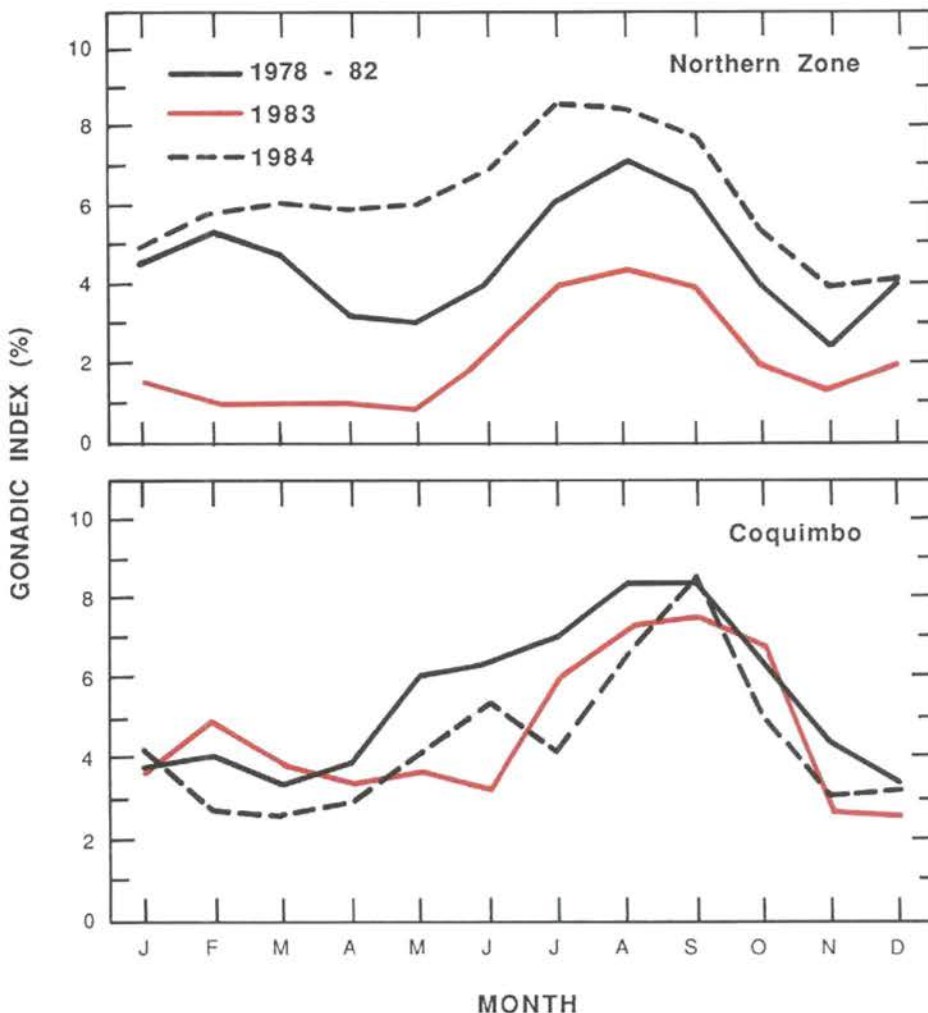 10
8
6
4
2
0
1978 - 82
1983
1984
Northern Zone
GONADIC INDEX (%)
10
8
6
4
2
0
Coquimbo
J F M A M J J A S O N D
MONTH